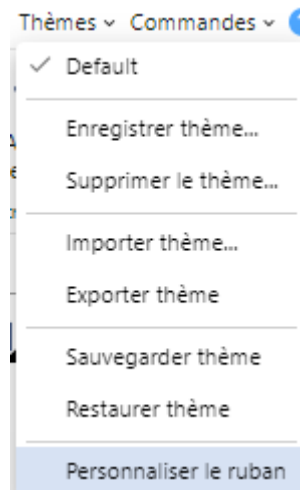 Thèmes Commandes
Default
Enregistrer thème...
Supprimer le thème...
Importer thème...
Exporter thème
Sauvegarder thème
Restaurer thème
Personnaliser le ruban